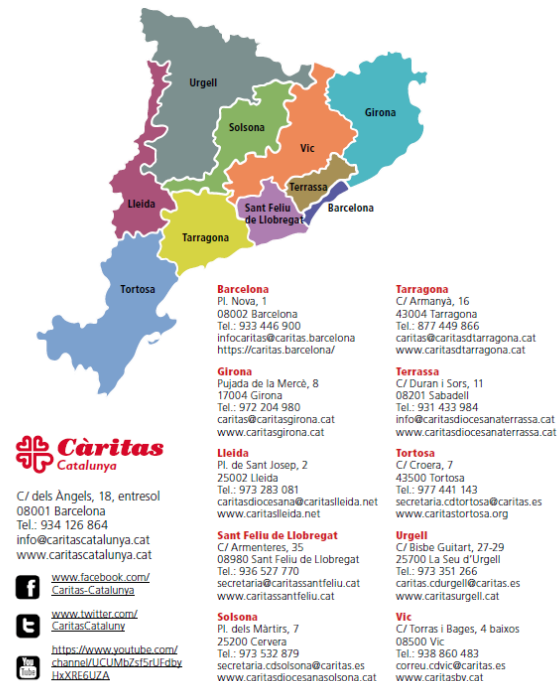 Urgell
Girona
Solsona
Vic
Terrassa
Lleida
Sant Feliu
de Llobregat
Barcelona
Tarragona
Tortosa
Càritas
Catalunya
C/ dels Àngels, 18, entresol
08001 Barcelona
Tel.: 934 126 864
info@caritascatalunya.cat
www.caritascatalunya.cat
f
www.facebook.com/
Caritas-Catalunya
t
www.twitter.com/
CaritasCataluny
You
Tube
https://www.youtube.com/
channel/UCUMbZsf5rUFdby
HxXRE6UZA
Barcelona
Pl. Nova, 1
08002 Barcelona
Tel.: 933 446 900
infocaritas@caritas.barcelona
https://caritas.barcelona/
Girona
Pujada de la Mercè, 8
17004 Girona
Tel.: 972 204 980
caritas@caritasgirona.cat
www.caritasgirona.cat
Lleida
Pl. de Sant Josep, 2
25002 Lleida
Tel.: 973 283 081
caritasdiocesana@caritaslleida.net
www.caritaslleida.net
Sant Feliu de Llobregat
C/ Armenteres, 35
08980 Sant Feliu de Llobregat
Tel.: 936 527 770
secretaria@caritassantfeliu.cat
www.caritassantfeliu.cat
Solsona
Pl. dels Màrtirs, 7
25200 Cervera
Tel.: 973 532 879
secretaria.cdsolsona@caritas.es
www.caritasdiocesanasolsona.cat
Tarragona
C/ Armanyà, 16
43004 Tarragona
Tel.: 877 449 866
caritas@caritasdtarragona.cat
www.caritasdtarragona.cat
Terrassa
C/ Duran i Sors, 11
08201 Sabadell
Tel.: 931 433 984
info@caritasdiocesanaterrassa.cat
www.caritasdiocesanaterrassa.cat
Tortosa
C/ Croera, 7
43500 Tortosa
Tel.: 977 441 143
secretaria.cdtortosa@caritas.es
www.caritastortosa.org
Urgell
C/ Bisbe Guitart, 27-29
25700 La Seu d'Urgell
Tel.: 973 351 266
caritas.cdurgell@caritas.es
www.caritasurgell.cat
Vic
C/ Torras i Bages, 4 baixos
08500 Vic
Tel.: 938 860 483
correu.cdvic@caritas.es
www.caritasbv.cat